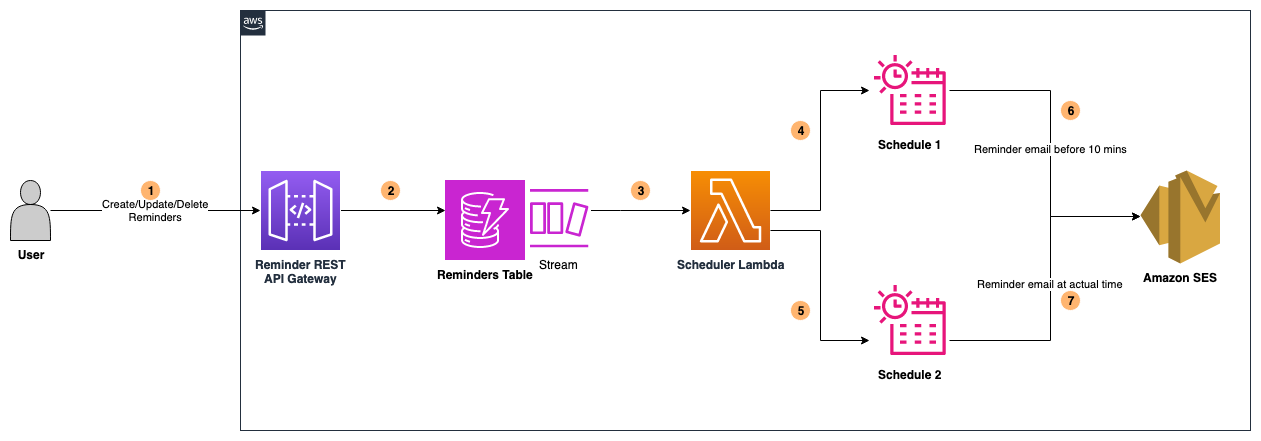 aws
1
Create/Update/Delete
Reminders
User
Reminder REST
API Gateway
2
Reminders Table
Stream
3
Scheduler Lambda
4
5
Schedule 1
Schedule 2
6
Reminder email before 10 mins
Reminder email at actual time
7
Amazon SES